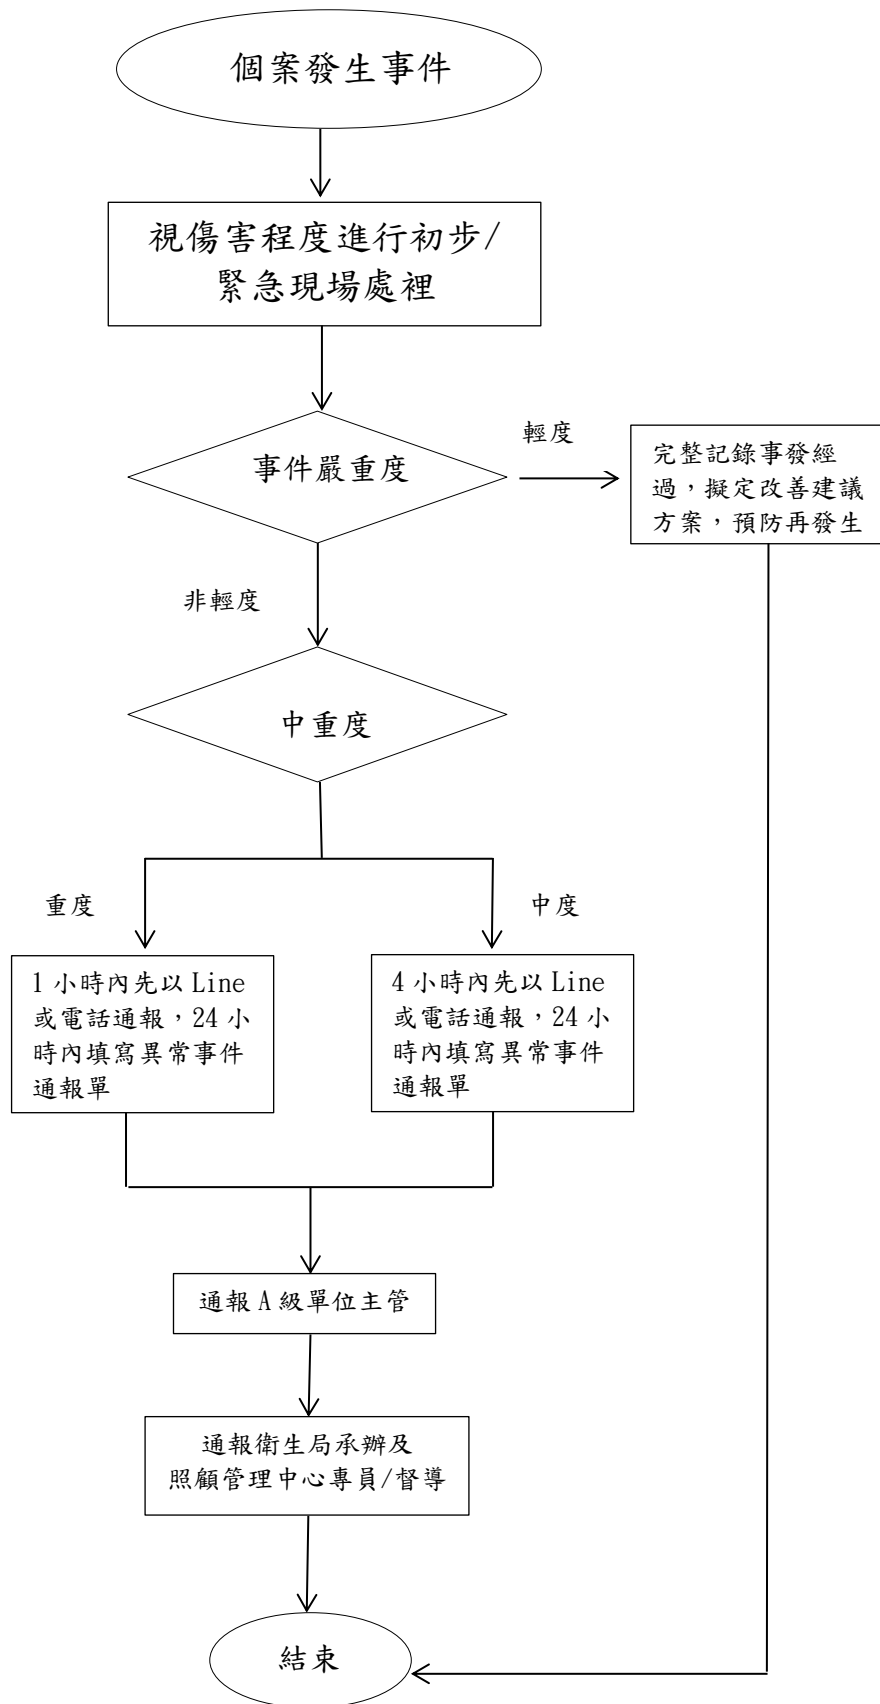 個案發生事件
視傷害程度進行初步/
緊急現場處裡
事件嚴重度
輕度
完整記錄事發經
過，擬定改善建議
方案，預防再發生
非輕度
中重度
重度
中度
1 小時內先以 Line
或電話通報，24 小
時內填寫異常事件
通報單
4 小時內先以 Line
或電話通報，24 小
時內填寫異常事件
通報單
通報 A 級單位主管
通報衛生局承辦及
照顧管理中心專員/督導
結束